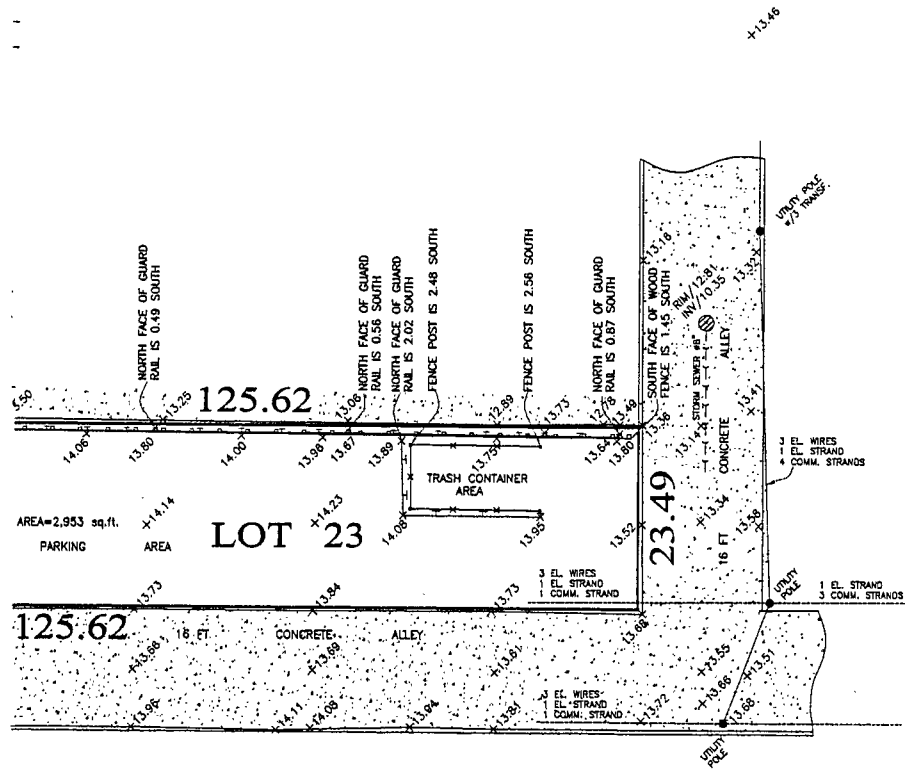 +13.46
UTILITY POLE
W/3 TRANSF.
13.18
13.32
NORTH FACE OF GUARD
RAIL IS 0.49 SOUTH
NORTH FACE OF GUARD
RAIL IS 0.56 SOUTH
NORTH FACE OF GUARD
RAIL IS 2.02 SOUTH
FENCE POST IS 2.48 SOUTH
FENCE POST IS 2.56 SOUTH
NORTH FACE OF GUARD
RAIL IS 0.87 SOUTH
SOUTH FACE OF WOOD
FENCE IS 1.45 SOUTH
RIM/12.81
INV/10.35
STORM SEWER
ALLEY
CONCRETE
16 FT
13.25
125.62
13.06
12.89
13.73
13.49
13.56
13.41
14.06
13.80
14.00
13.96
13.67
13.89
13.75
13.64
13.80
13.14
3 EL. WIRES
1 EL. STRAND
4 COMM. STRANDS
TRASH CONTAINER
AREA
23.49
+14.14
+14.23
14.08
13.95
13.52
+13.34
13.58
AREA=2,953 sq.ft.
PARKING AREA
LOT 23
3 EL. WIRES
1 EL. STRAND
1 COMM. STRAND
UTILITY
POLE
1 EL. STRAND
3 COMM. STRANDS
13.73
13.84
13.73
13.68
125.62
16 FT CONCRETE ALLEY
+13.68
+13.69
+13.61
+13.55
+13.51
+13.66
3 EL. WIRES
1 EL. STRAND
1 COMM. STRAND
13.96
14.11
14.08
13.94
13.81
13.72
13.68
UTILITY
POLE